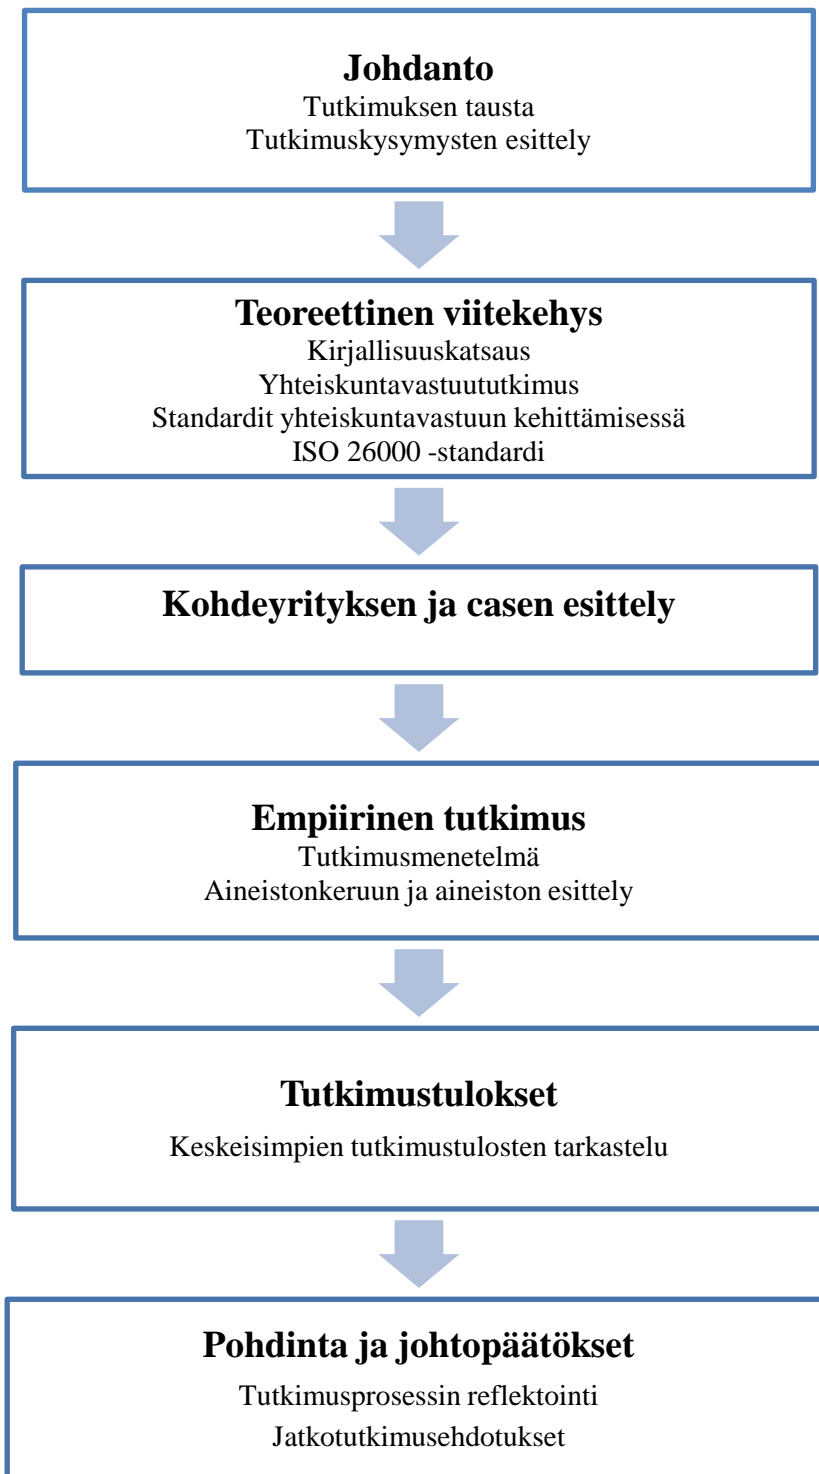 Johdanto
Tutkimuksen tausta
Tutkimuskysymysten esittely
Teoreettinen viitekehys
Kirjallisuuskatsaus
Yhteiskuntavastuututkimus
Standardit yhteiskuntavastuun kehittämisessä
ISO 26000 -standardi
Kohdeyrityksen ja casen esittely
Empiirinen tutkimus
Tutkimusmenetelmä
Aineistonkeruun ja aineiston esittely
Tutkimustulokset
Keskeisimpien tutkimustulosten tarkastelu
Pohdinta ja johtopäätökset
Tutkimusprosessin reflektointi
Jatkotutkimusehdotukset